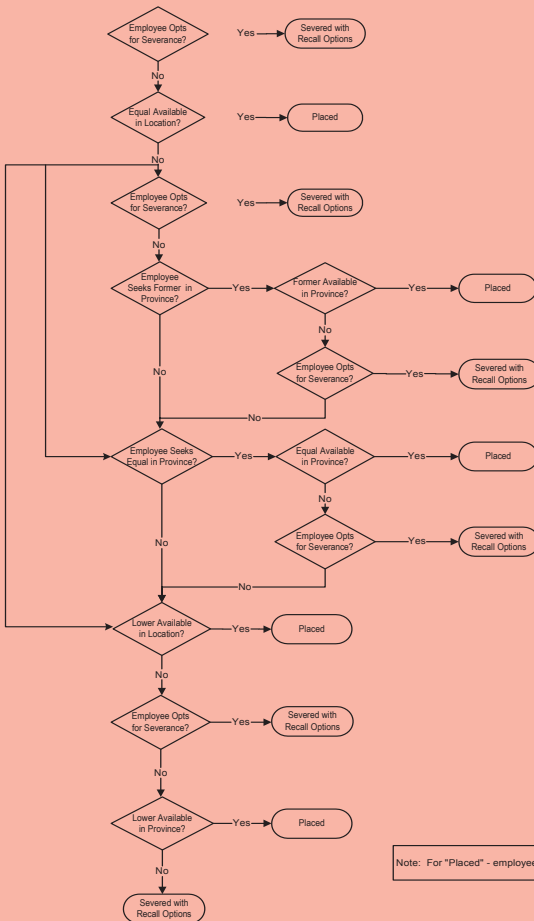 Employee Opts
for Severance?
Yes
Severed with
Recall Options
No
Equal Available
in Location?
Yes
Placed
No
Employee Opts
for Severance?
Yes
Severed with
Recall Options
No
Employee
Seeks Former in
Province?
Yes
Former Available
in Province?
Yes
Placed
No
No
Employee Opts
for Severance?
Yes
Severed with
Recall Options
No
Employee Seeks
Equal in Province?
Yes
Equal Available
in Province?
Yes
Placed
No
No
Employee Opts
for Severance?
Yes
Severed with
Recall Options
No
Lower Available
in Location?
Yes
Placed
No
Employee Opts
for Severance?
Yes
Severed with
Recall Options
No
Lower Available
in Province?
Yes
Placed
No
Note: For "Placed" - employee
Severed with
Recall Options